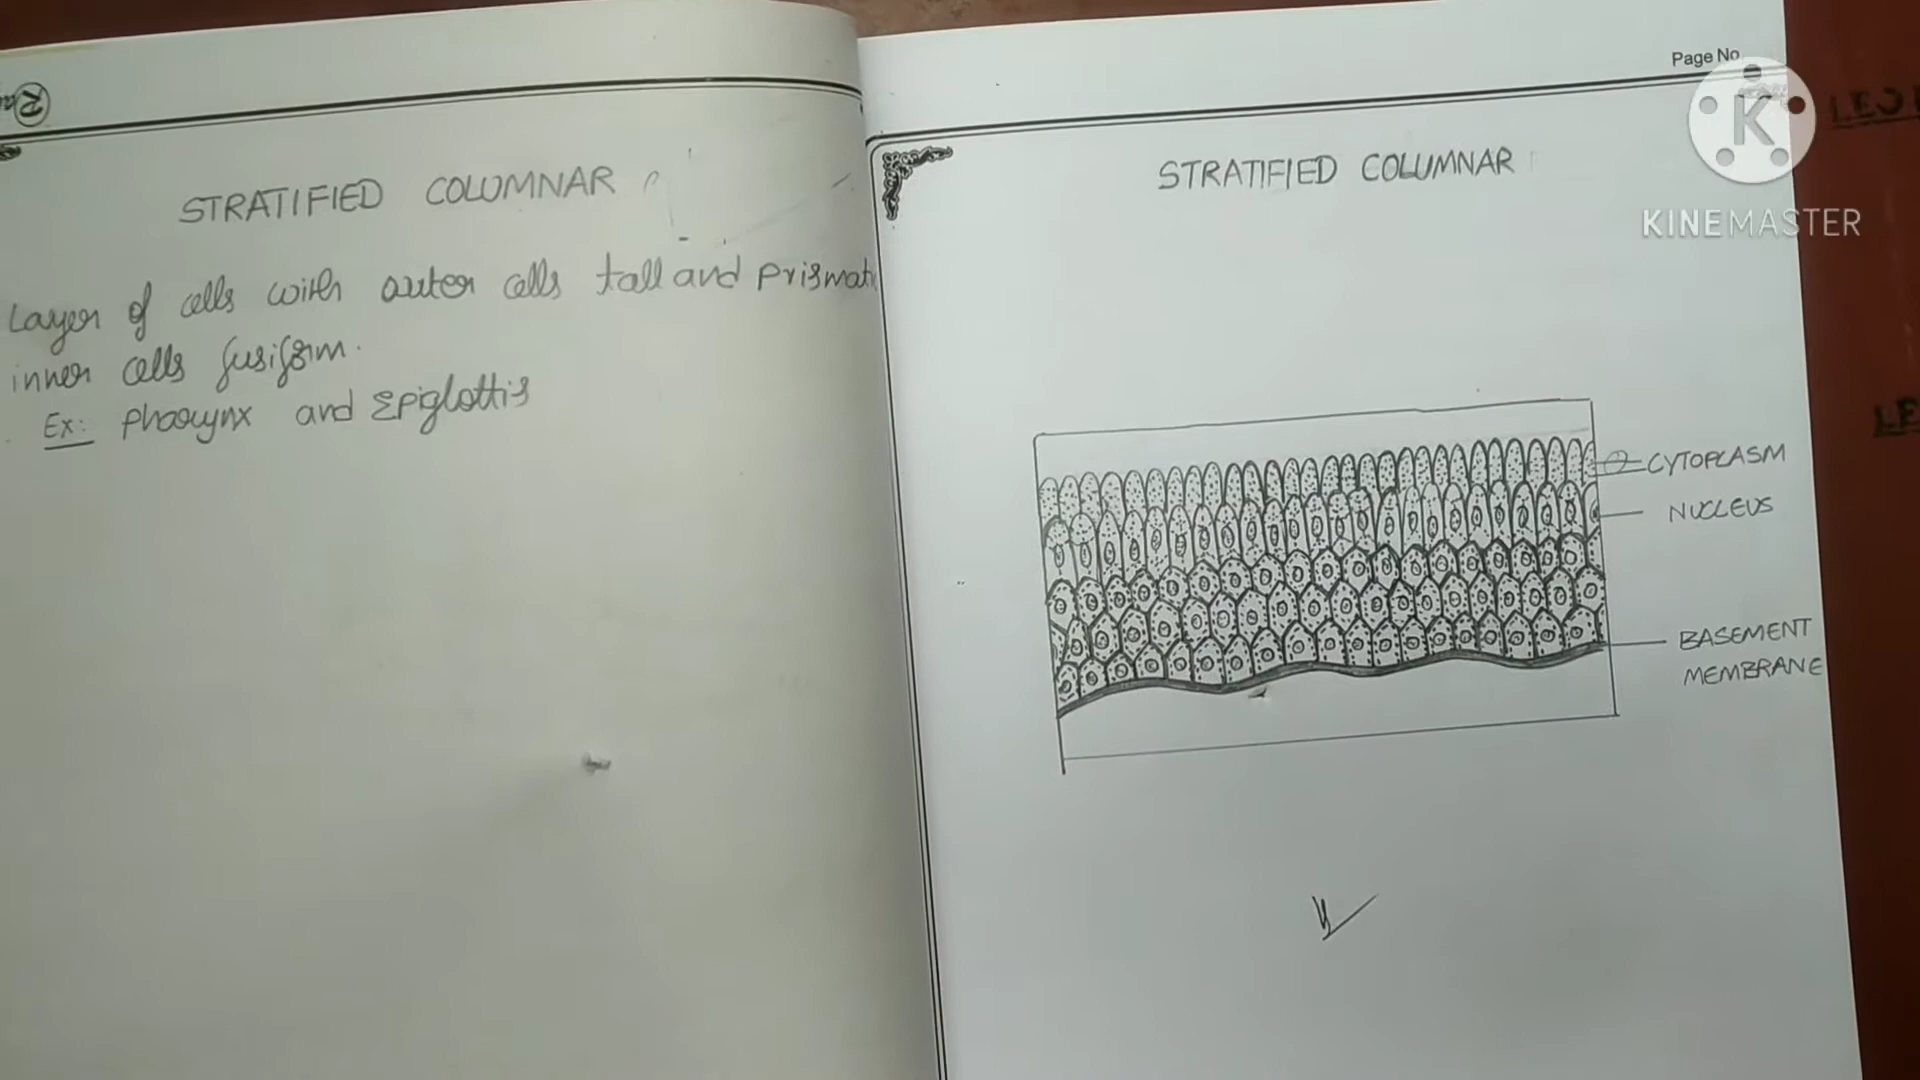 STRATIFIED COLUMNAR
Layer of cells with outer cells tall and Prismati
inner cells fusiform.
Ex: Pharynx and Epiglottis
Page No.
STRATIFIED COLUMNAR
CYTOPLASM
NUCLEUS
BASEMENT
MEMBRANE
K
KINEMASTER